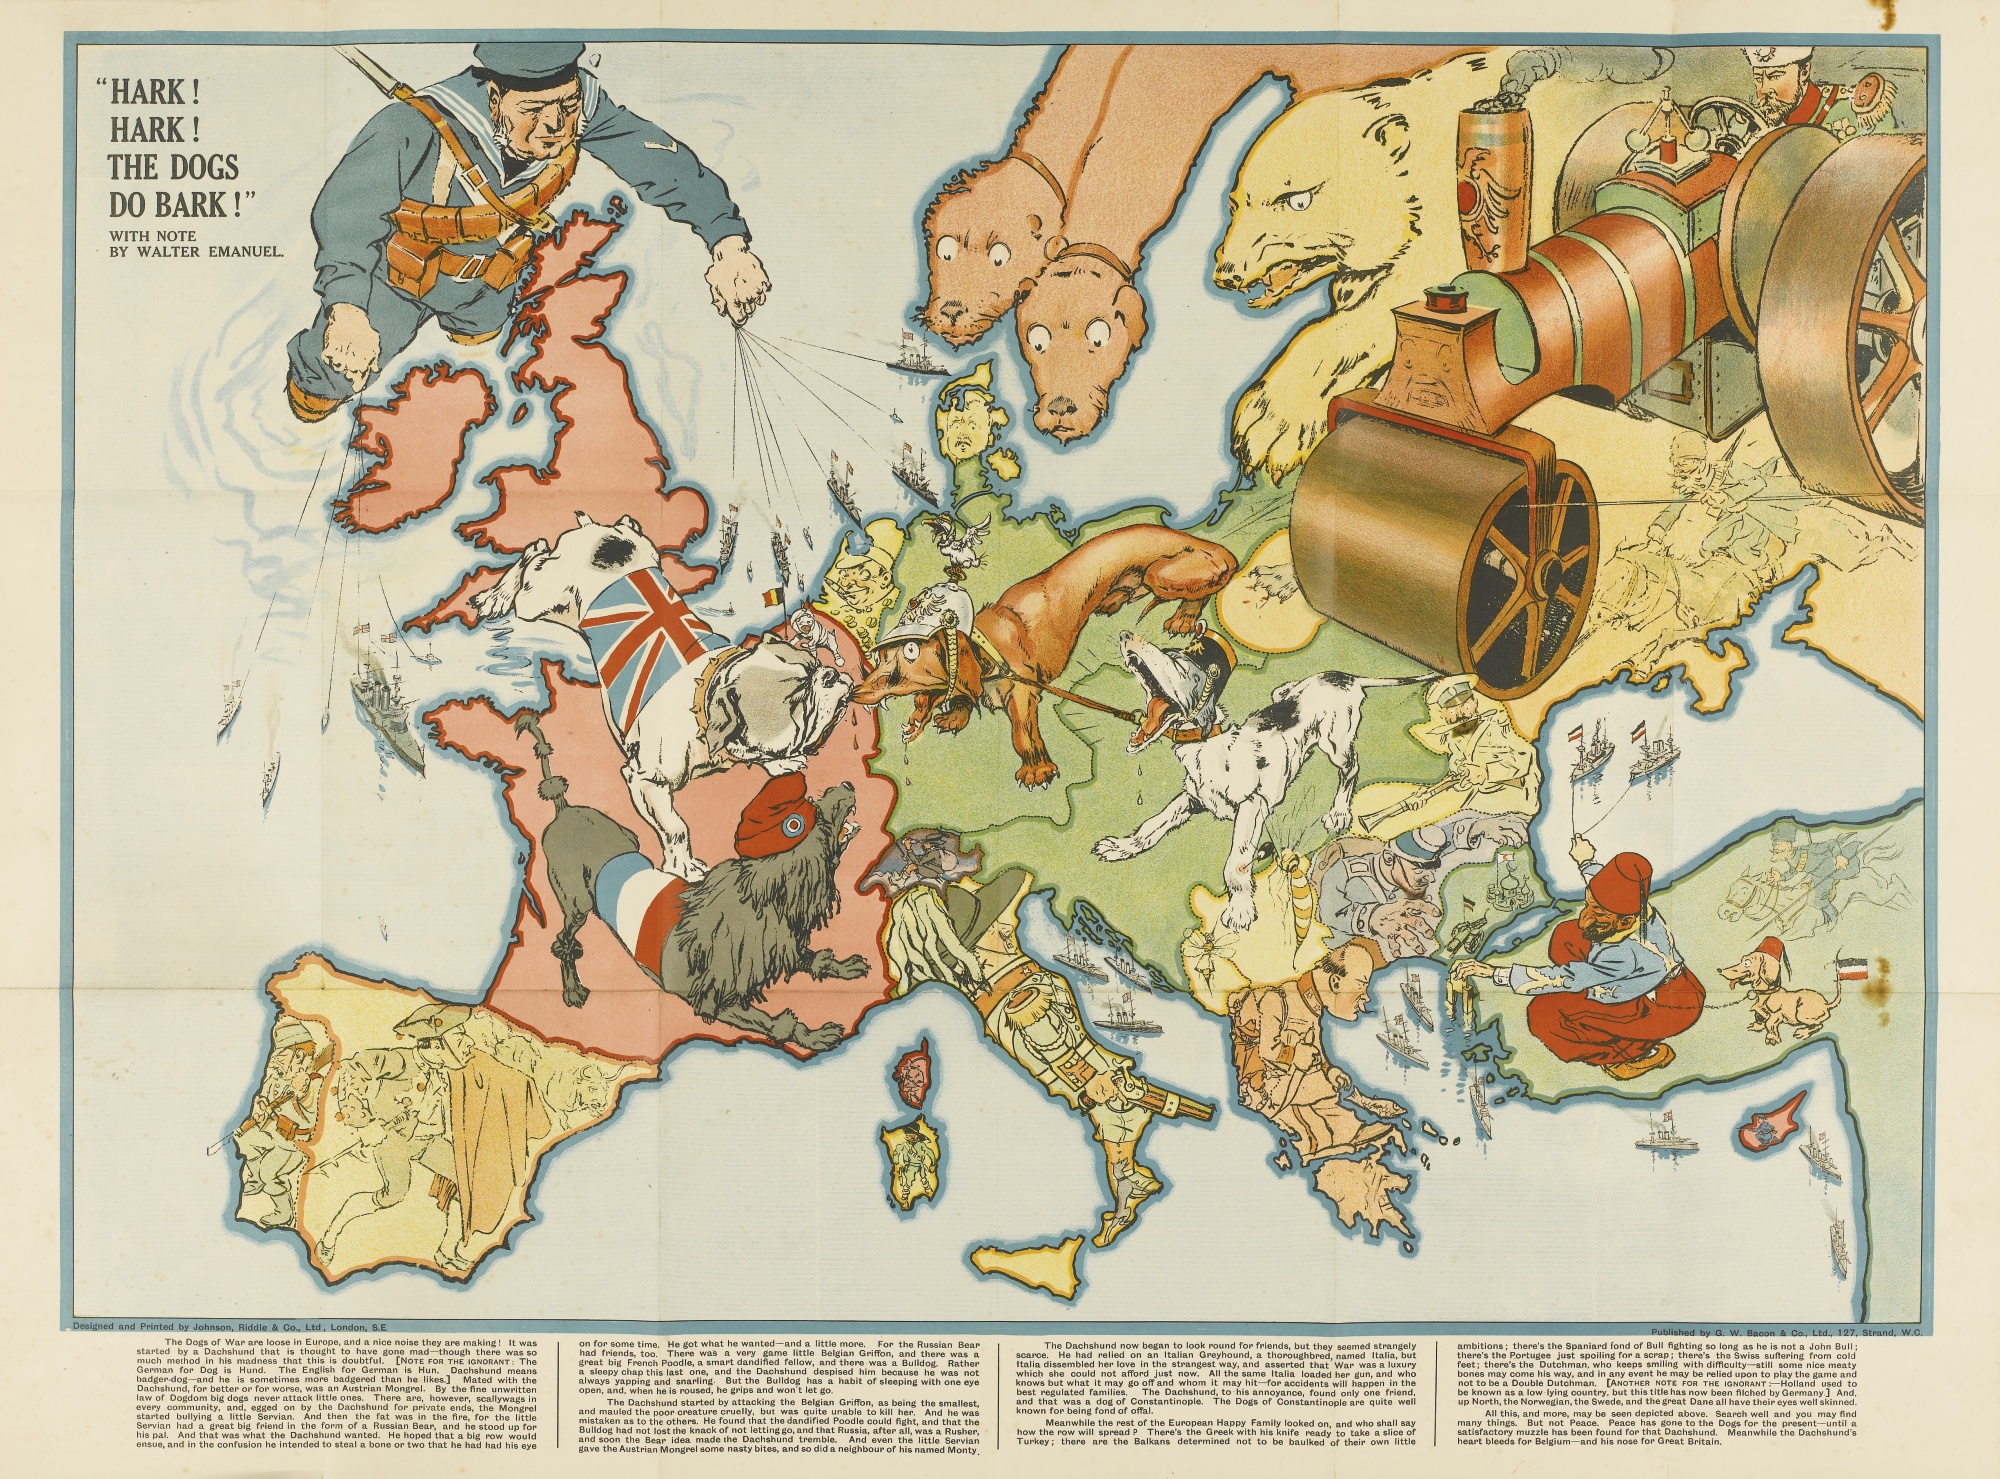 "HARK!
HARK!
THE DOGS
DO BARK!"
WITH NOTE
BY WALTER EMANUEL.
Designed and Printed by Johnson, Riddle & Co., Ltd., London, S.E
Published by G. W. Bacon & Co., Ltd., 127, Strand, W.C.
The Dogs of War are loose in Europe, and a nice noise they are making! It was
started by a Dachshund that is thought to have gone mad—though there was so
much method in his madness that this is doubtful. [NOTE FOR THE IGNORANT: The
German for Dog is Hund. The English for German is Hun. Dachshund means
badger-dog—and he is sometimes more badgered than he likes.] Mated with the
Dachshund, for better or for worse, was an Austrian Mongrel. By the fine unwritten
law of Dogdom big dogs never attack little ones. There are, however, scallywags in
every community, and, egged on by the Dachshund for private ends, the Mongrel
started bullying a little Servian. And then the fat was in the fire, for the little
Servian had a great big friend in the form of a Russian Bear, and he stood up for
his pal. And that was what the Dachshund wanted. He hoped that a big row would
ensue, and in the confusion he intended to steal a bone or two that he had had his eye
on for some time. He got what he wanted—and a little more. For the Russian Bear
had friends, too. There was a very game little Belgian Griffon, and there was a
great big French Poodle, a smart dandified fellow, and there was a Bulldog. Rather
a sleepy chap this last one, and the Dachshund despised him because he was not
always yapping and snarling. But the Bulldog has a habit of sleeping with one eye
open, and, when he is roused, he grips and won't let go.
The Dachshund started by attacking the Belgian Griffon, as being the smallest,
and mauled the poor creature cruelly, but was quite unable to kill her. And he was
mistaken as to the others. He found that the dandified Poodle could fight, and that the
Bulldog had not lost the knack of not letting go, and that Russia, after all, was a Rusher,
and soon the Bear idea made the Dachshund tremble. And even the little Servian
gave the Austrian Mongrel some nasty bites, and so did a neighbour of his named Monty.
The Dachshund now began to look round for friends, but they seemed strangely
scarce. He had relied on an Italian Greyhound, a thoroughbred, named Italia, but
Italia dissembled her love in the strangest way, and asserted that War was a luxury
which she could not afford just now. All the same Italia loaded her gun, and who
knows but what it may go off and whom it may hit—for accidents will happen in the
best regulated families. The Dachshund, to his annoyance, found only one friend,
and that was a dog of Constantinople. The Dogs of Constantinople are quite well
known for being fond of offal.
Meanwhile the rest of the European Happy Family looked on, and who shall say
how the row will spread? There's the Greek with his knife ready to take a slice of
Turkey; there are the Balkans determined not to be baulked of their own little
ambitions; there's the Spaniard fond of Bull fighting so long as he is not a John Bull;
there's the Portugee just spoiling for a scrap; there's the Swiss suffering from cold
feet; there's the Dutchman, who keeps smiling with difficulty—still some nice meaty
bones may come his way, and in any event he may be relied upon to play the game and
not to be a Double Dutchman. [ANOTHER NOTE FOR THE IGNORANT:—Holland used to
be known as a low lying country, but this title has now been filched by Germany] And,
up North, the Norwegian, the Swede, and the great Dane all have their eyes well skinned.
All this, and more, may be seen depicted above. Search well and you may find
many things. But not Peace. Peace has gone to the Dogs for the present—until a
satisfactory muzzle has been found for that Dachshund. Meanwhile the Dachshund's
heart bleeds for Belgium—and his nose for Great Britain.